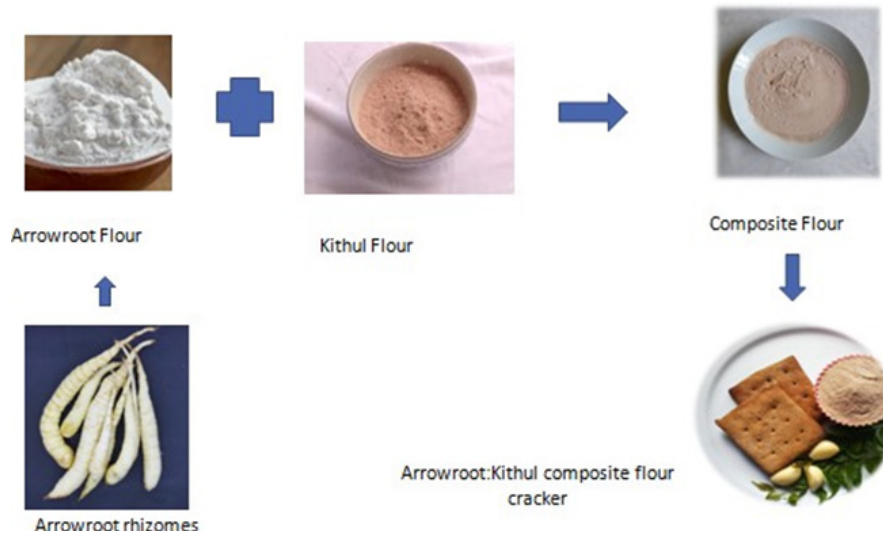 Arrowroot Flour
Kithul Flour
Composite Flour
Arrowroot:Kithul composite flour
cracker
Arrowroot rhizomes